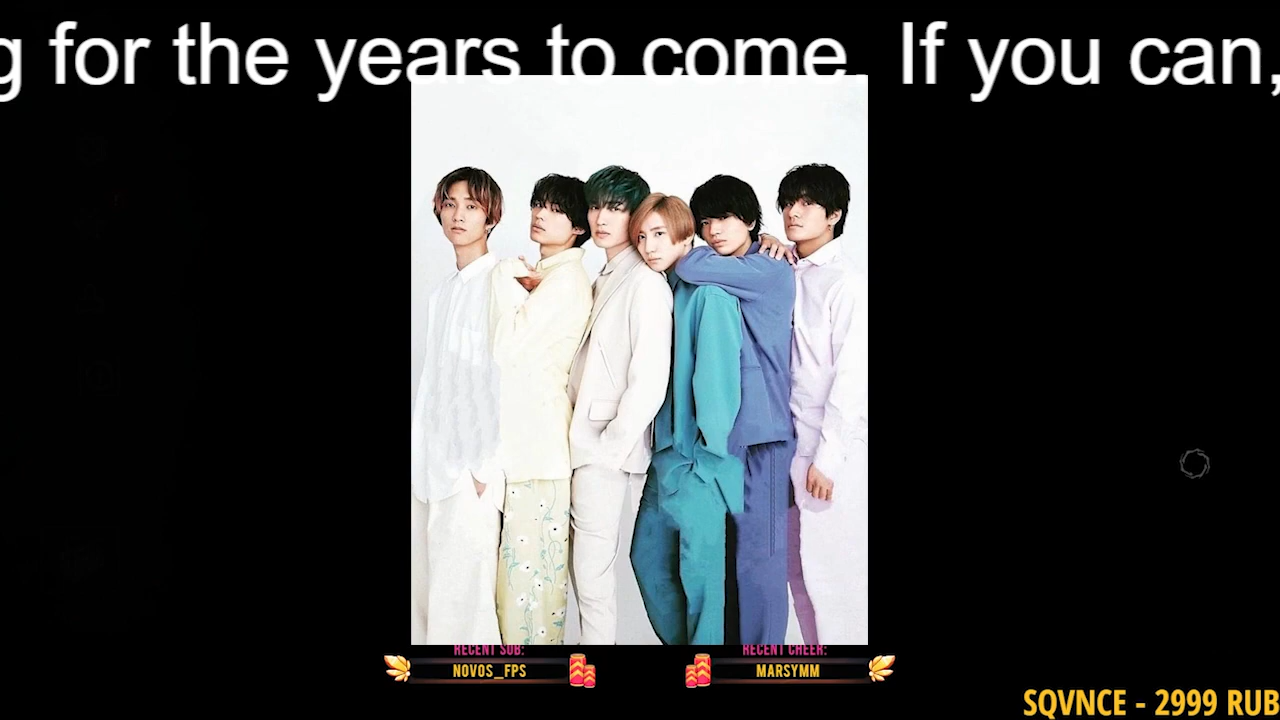 for the years to come. If you can,
RECENT SUB:
NOVOS_FPS
RECENT CHEER:
MARSYMM
SQVNCE - 2999 RUB